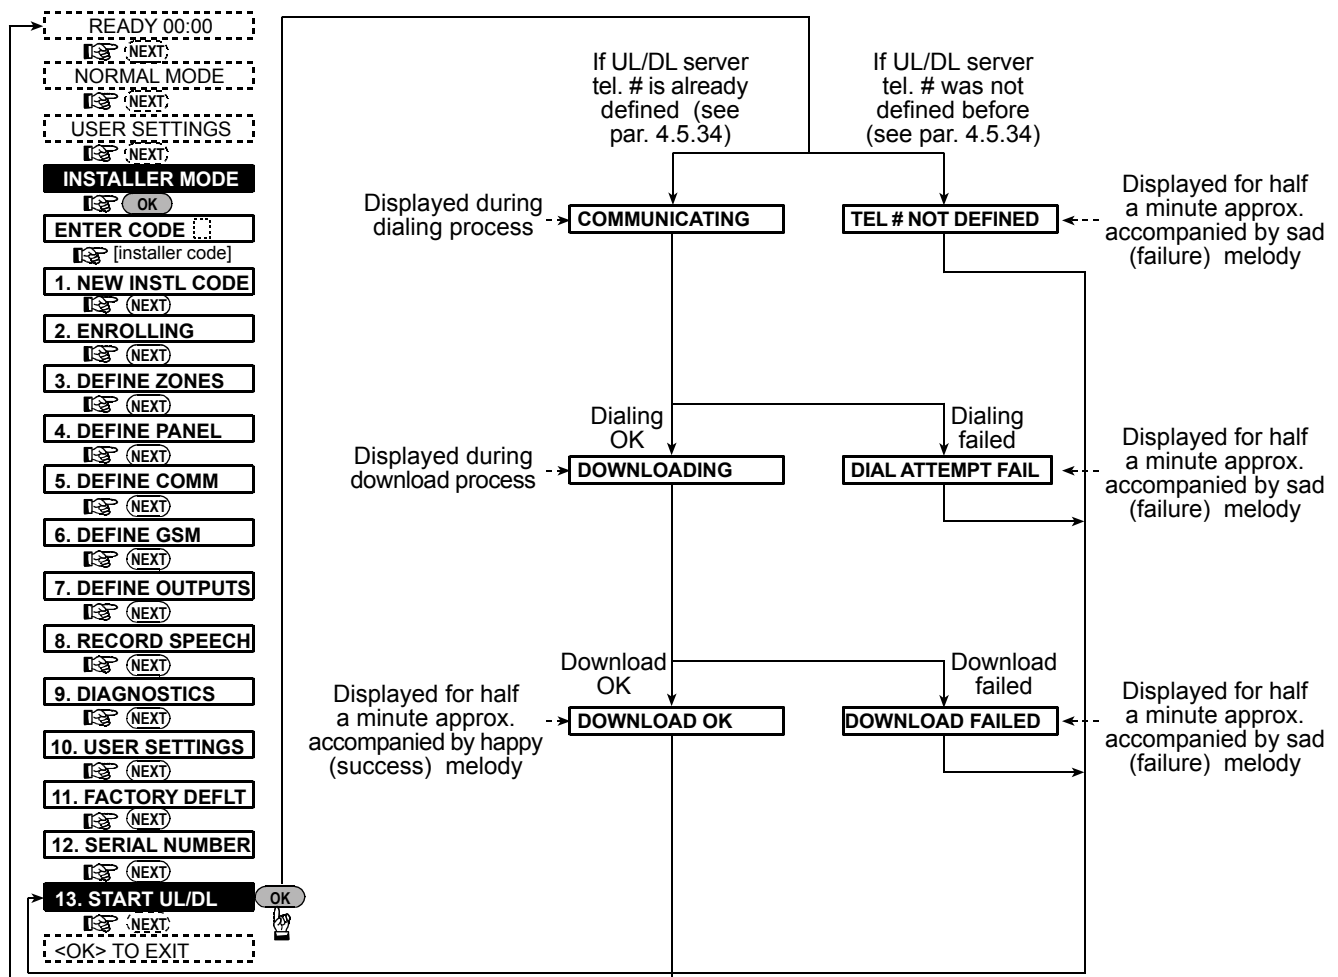 READY 00:00
NEXT
NORMAL MODE
NEXT
USER SETTINGS
NEXT
INSTALLER MODE
OK
ENTER CODE
[installer code]
1. NEW INSTL CODE
NEXT
2. ENROLLING
NEXT
3. DEFINE ZONES
NEXT
4. DEFINE PANEL
NEXT
5. DEFINE COMM
NEXT
6. DEFINE GSM
NEXT
7. DEFINE OUTPUTS
NEXT
8. RECORD SPEECH
NEXT
9. DIAGNOSTICS
NEXT
10. USER SETTINGS
NEXT
11. FACTORY DEFLT
NEXT
12. SERIAL NUMBER
NEXT
13. START UL/DL
OK
NEXT
<OK> TO EXIT
If UL/DL server
tel. # is already
defined (see
par. 4.5.34)
If UL/DL server
tel. # was not
defined before
(see par. 4.5.34)
Displayed during
dialing process
COMMUNICATING
TEL # NOT DEFINED
Displayed for half
a minute approx.
accompanied by sad
(failure) melody
Dialing
OK
Dialing
failed
Displayed during
download process
DOWNLOADING
DIAL ATTEMPT FAIL
Displayed for half
a minute approx.
accompanied by sad
(failure) melody
Download
OK
Download
failed
Displayed for half
a minute approx.
accompanied by happy
(success) melody
DOWNLOAD OK
DOWNLOAD FAILED
Displayed for half
a minute approx.
accompanied by sad
(failure) melody